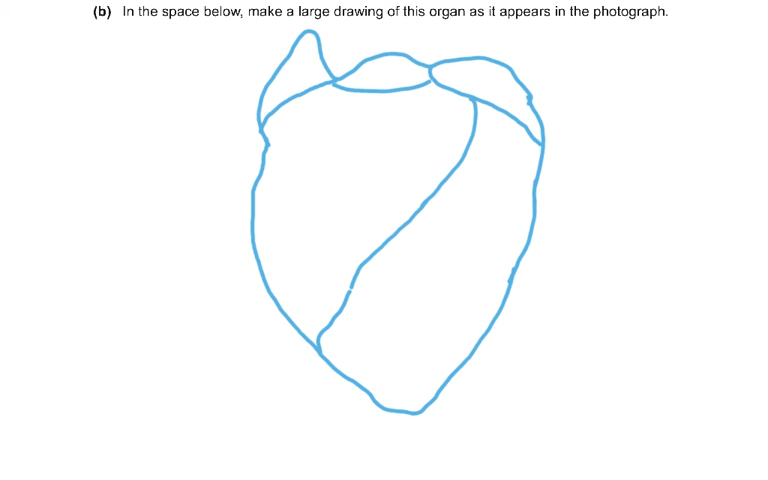 (b) In the space below, make a large drawing of this organ as it appears in the photograph.